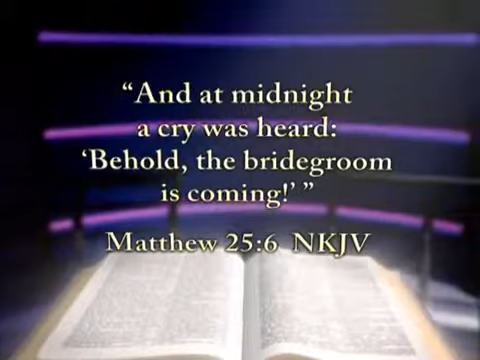 “And at midnight
a cry was heard:
‘Behold, the bridegroom
is coming!’ ”
Matthew 25:6 NKJV